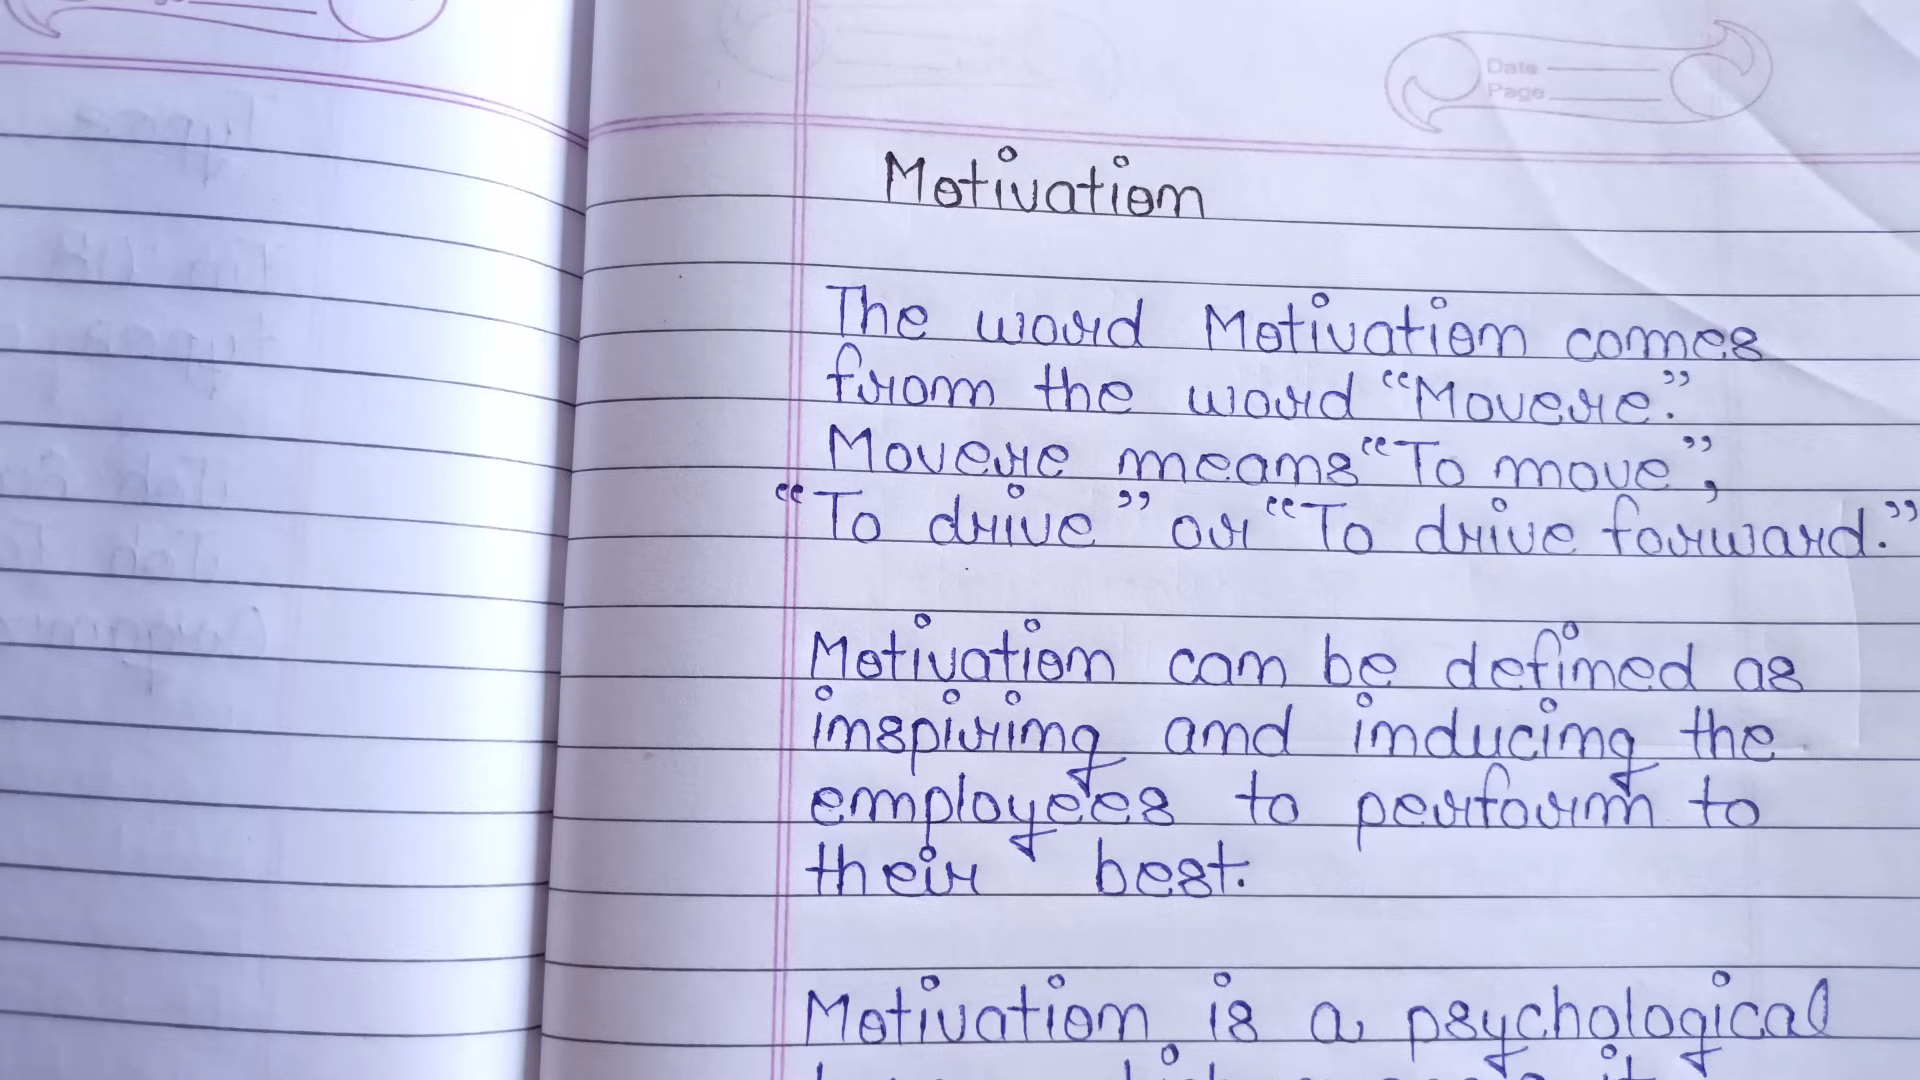 Date
Page
Motivation
The word Motivation comes
from the word “Movere.”
Movere means “To move”,
“To drive” or “To drive forward.”
Motivation can be defined as
inspiring and inducing the
employees to perform to
their best.
Motivation is a psychological